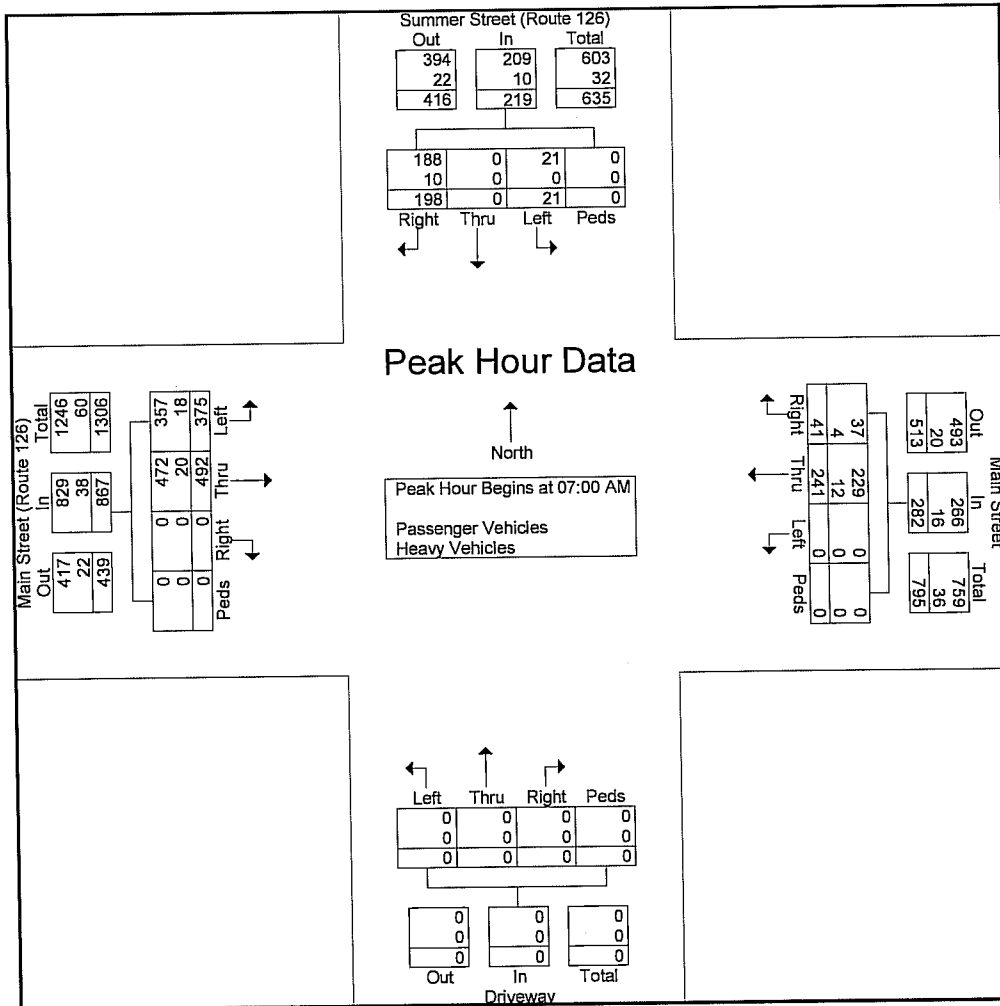 Summer Street (Route 126)
Out In Total
394 209 603
22 10 32
416 219 635
188 0 21 0
10 0 0 0
198 0 21 0
Right Thru Left Peds
Peak Hour Data
Main Street (Route 126)
Total In Out
1246 829 417
60 38 22
1306 867 439
Left Thru Right Peds
357 472 0 0
18 20 0 0
375 492 0 0
North
Peak Hour Begins at 07:00 AM
Passenger Vehicles
Heavy Vehicles
Right Thru Left Peds
37 229 0 0
4 12 0 0
41 241 0 0
Main Street
Out In Total
493 266 759
20 16 36
513 282 795
Left Thru Right Peds
0 0 0 0
0 0 0 0
0 0 0 0
0 0 0
0 0 0
0 0 0
Out In Total
Driveway